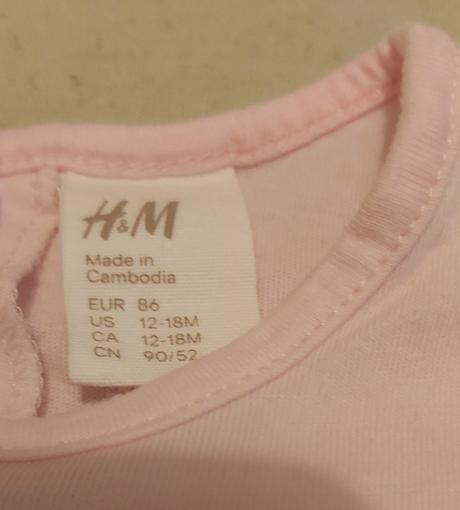 H&M
Made in
Cambodia
EUR 86
US 12-18M
CA 12-18M
CN 90/52